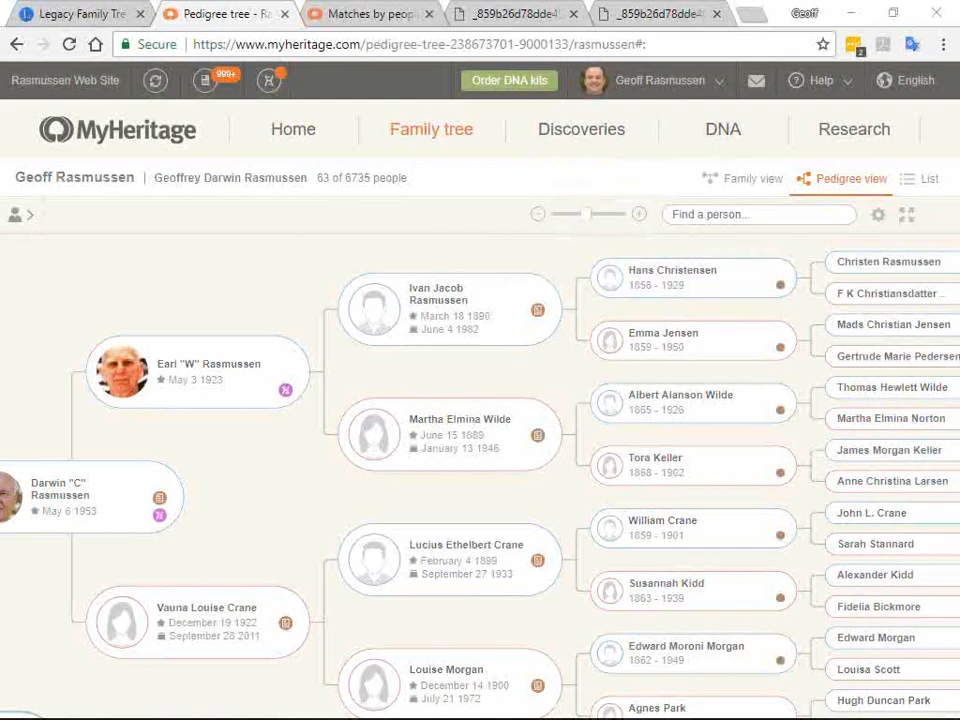 Legacy Family Tre
Pedigree tree - Ra
Matches by peop
_859b26d78dde4
_859b26d78dde4
Geoff
Secure
https://www.myheritage.com/pedigree-tree-238673701-9000133/rasmussen#:
2
Rasmussen Web Site
999+
Order DNA kits
Geoff Rasmussen
Help
English
MyHeritage
Home
Family tree
Discoveries
DNA
Research
Geoff Rasmussen | Geoffrey Darwin Rasmussen 63 of 6735 people
Family view
Pedigree view
List
Find a person...
Christen Rasmussen
Hans Christensen
1858 - 1929
F K Christiansdatter ...
Ivan Jacob
Rasmussen
March 18 1890
June 4 1982
Mads Christian Jensen
Emma Jensen
1859 - 1950
Gertrude Marie Pedersen
Earl "W" Rasmussen
May 3 1923
Thomas Hewlett Wilde
Albert Alanson Wilde
1865 - 1926
Martha Elmina Norton
Martha Elmina Wilde
June 15 1889
January 13 1946
James Morgan Keller
Tora Keller
1868 - 1902
Anne Christina Larsen
Darwin "C"
Rasmussen
May 6 1953
John L. Crane
William Crane
1859 - 1901
Sarah Stannard
Lucius Ethelbert Crane
February 4 1899
September 27 1933
Alexander Kidd
Susannah Kidd
1863 - 1939
Fidelia Bickmore
Vauna Louise Crane
December 19 1922
September 28 2011
Edward Morgan
Edward Moroni Morgan
1862 - 1949
Louisa Scott
Louise Morgan
December 14 1900
July 21 1972
Hugh Duncan Park
Agnes Park